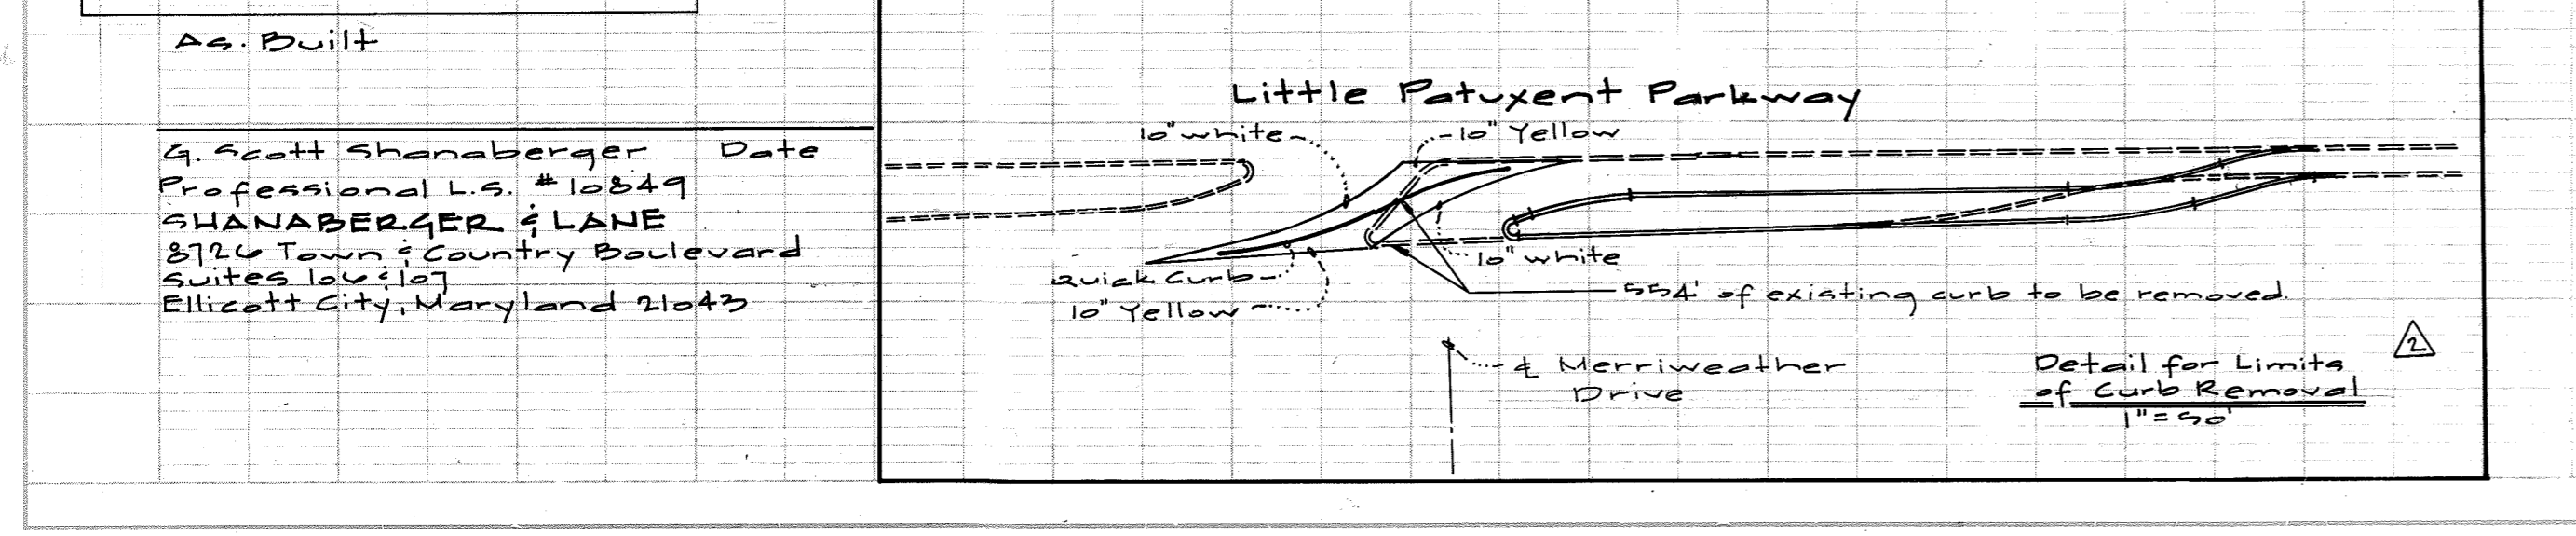 As. Built
G. Scott Shanaberger Date
Professional L.S. #10849
SHANABERGER & LANE
8726 Town & Country Boulevard
Suites 106 & 107
Ellicott City, Maryland 21043
Little Patuxent Parkway
10" white
10" Yellow
Quick Curb
10" Yellow
10" white
554' of existing curb to be removed.
℄ Merriweather
Drive
Detail for Limits
of Curb Removal
1"=50'
2